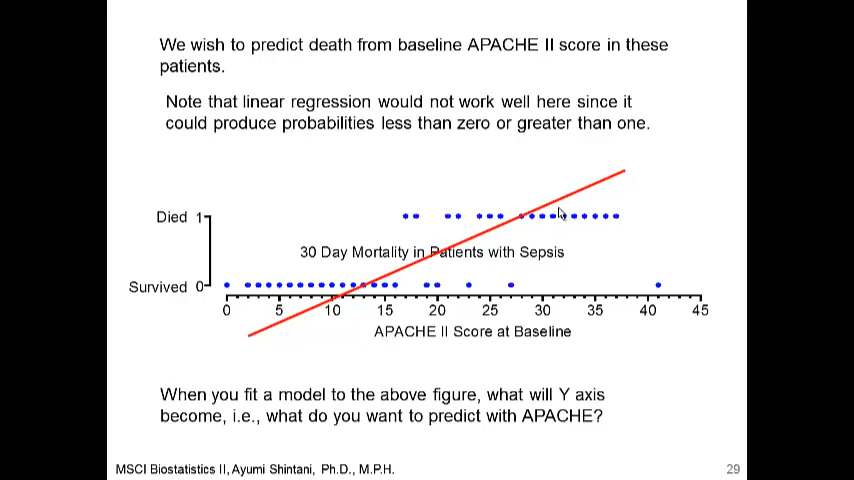 We wish to predict death from baseline APACHE II score in these
patients.
Note that linear regression would not work well here since it
could produce probabilities less than zero or greater than one.
Died 1
30 Day Mortality in Patients with Sepsis
Survived 0
0 5 10 15 20 25 30 35 40 45
APACHE II Score at Baseline
When you fit a model to the above figure, what will Y axis
become, i.e., what do you want to predict with APACHE?
MSCI Biostatistics II, Ayumi Shintani, Ph.D., M.P.H.
29